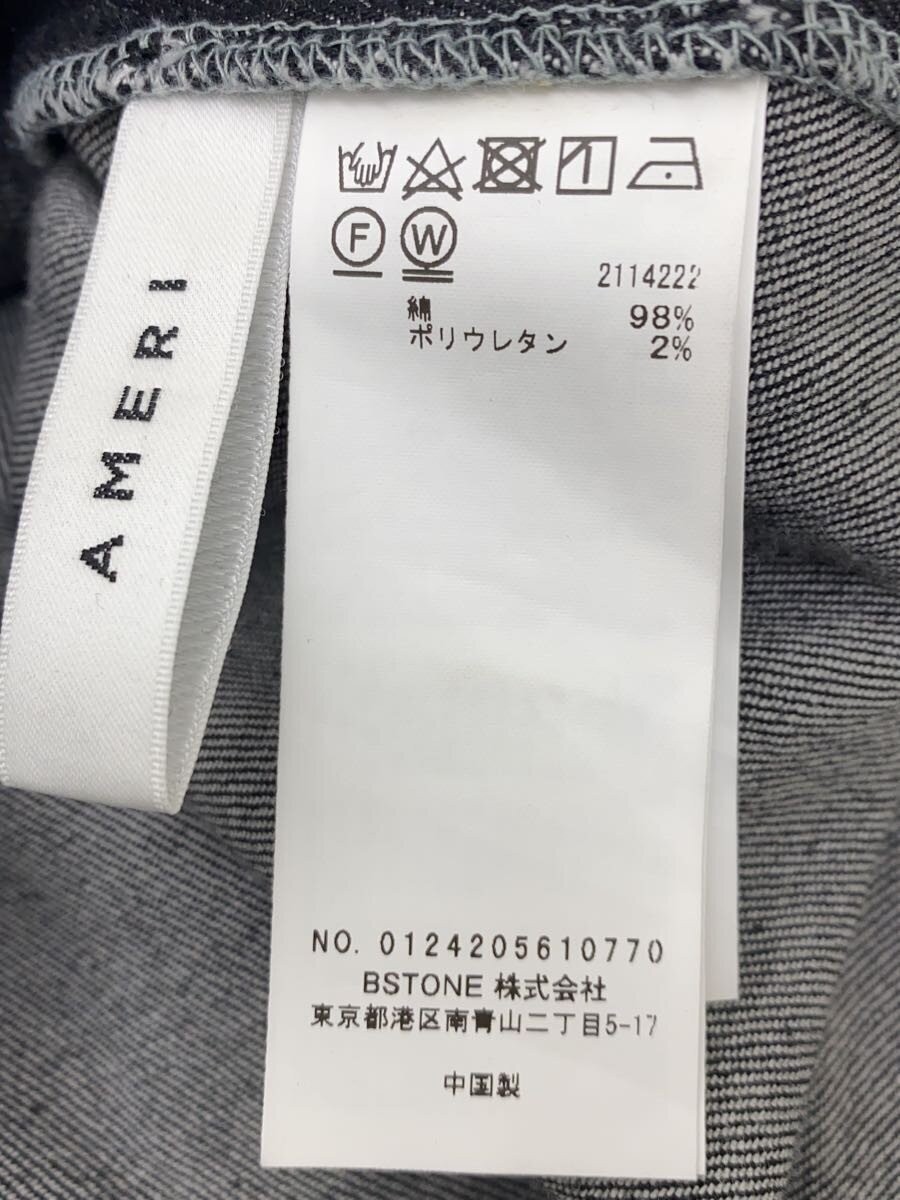 AMERI
F W
2114222
綿 98%
ポリウレタン 2%
NO. 0124205610770
BSTONE 株式会社
東京都港区南青山二丁目5-17
中国製